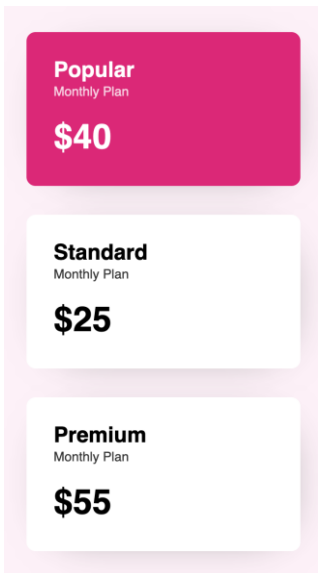 Popular
Monthly Plan
$40
Standard
Monthly Plan
$25
Premium
Monthly Plan
$55